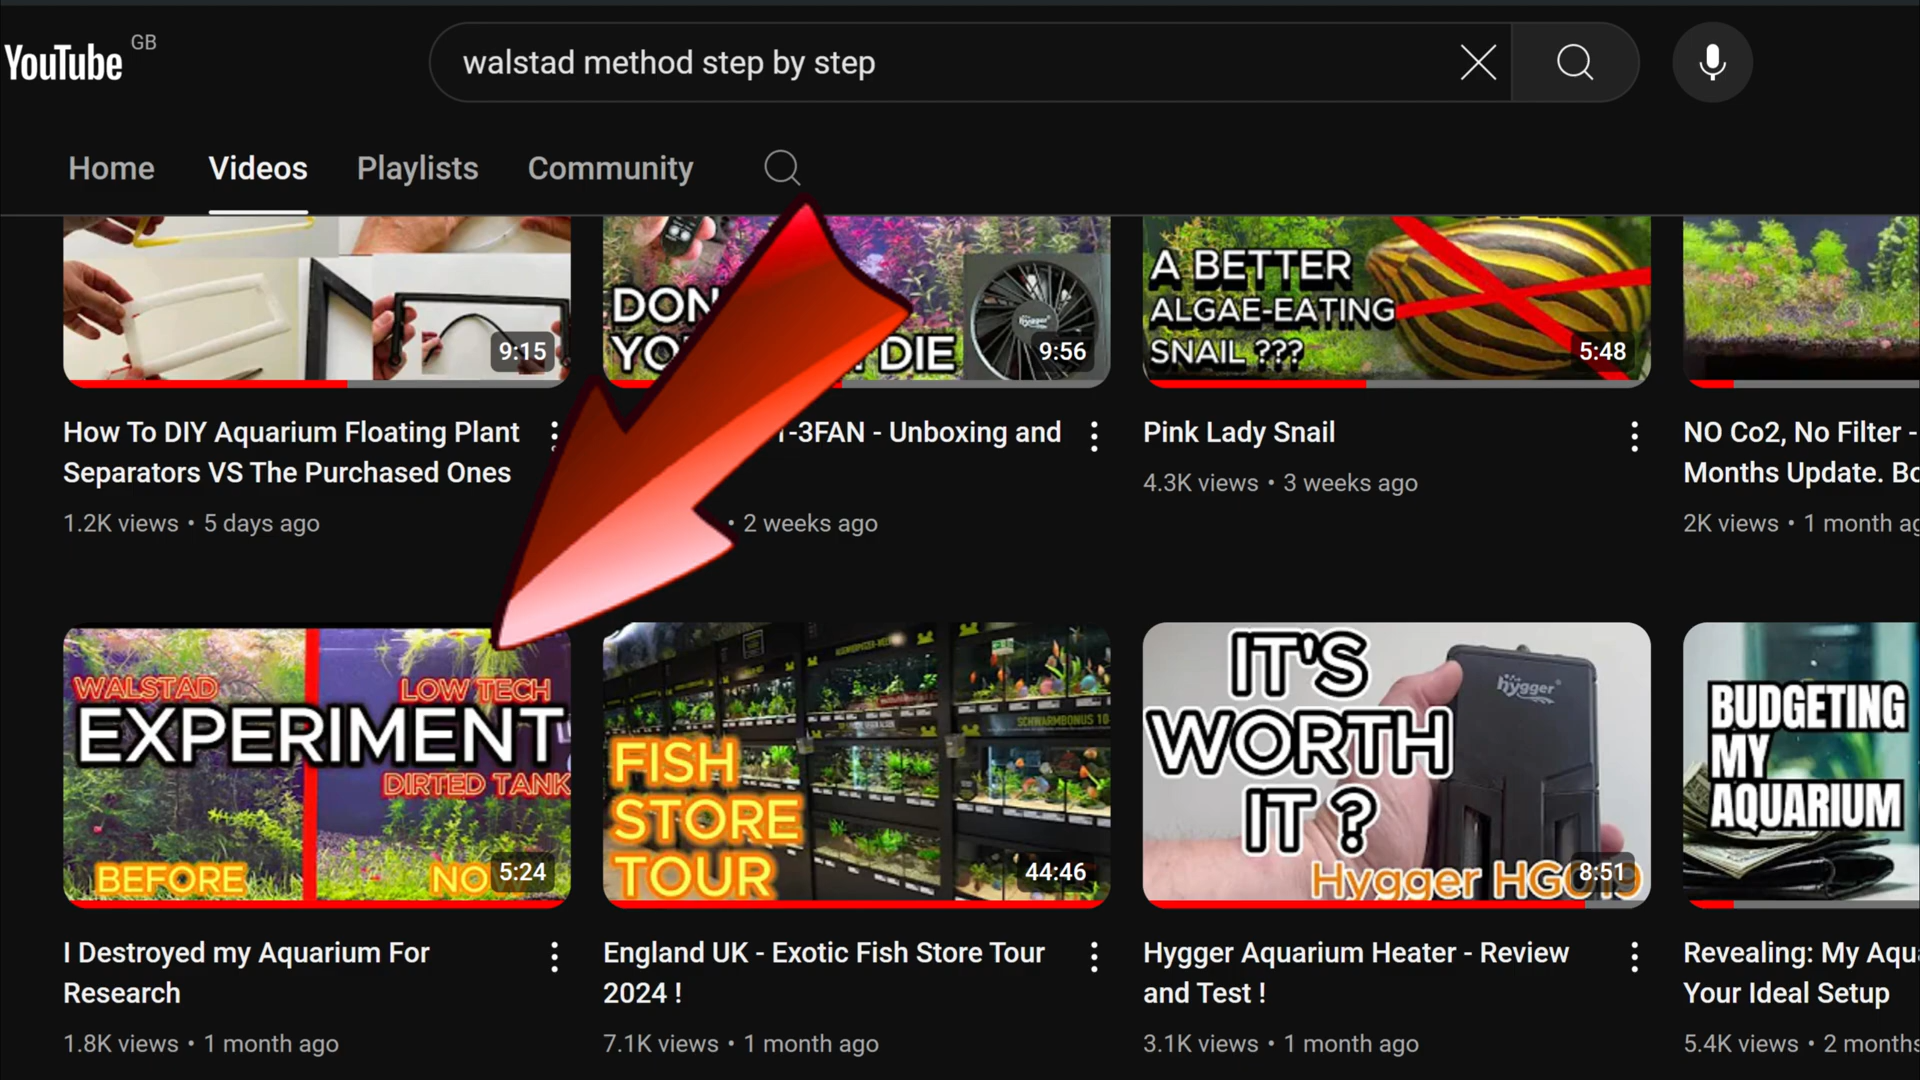 YouTube GB
walstad method step by step
Home Videos Playlists Community
9:15
DON
YO DIE
hygger
9:56
A BETTER
ALGAE-EATING
SNAIL ???
5:48
How To DIY Aquarium Floating Plant
Separators VS The Purchased Ones
1.2K views • 5 days ago
-3FAN - Unboxing and
• 2 weeks ago
Pink Lady Snail
4.3K views • 3 weeks ago
NO Co2, No Filter -
Months Update. Bo
2K views • 1 month ag
WALSTAD LOW TECH
EXPERIMENT
DIRTED TANK
BEFORE NO
5:24
SCHWARMBONUS 10
FISH
STORE
TOUR
44:46
IT'S
WORTH
IT ?
hygger
Hygger HG019
8:51
BUDGETING
MY
AQUARIUM
I Destroyed my Aquarium For
Research
1.8K views • 1 month ago
England UK - Exotic Fish Store Tour
2024 !
7.1K views • 1 month ago
Hygger Aquarium Heater - Review
and Test !
3.1K views • 1 month ago
Revealing: My Aqu
Your Ideal Setup
5.4K views • 2 months